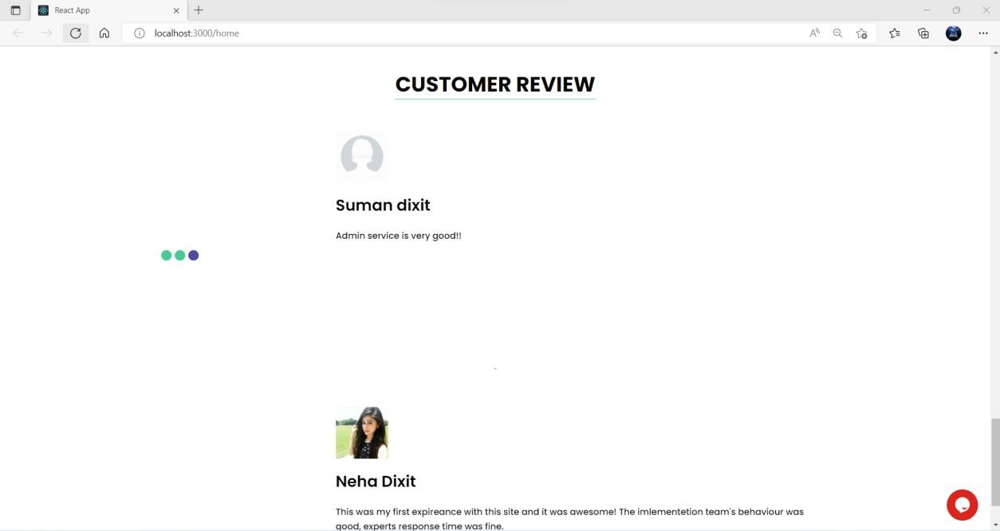 React App
localhost:3000/home
CUSTOMER REVIEW
Suman dixit
Admin service is very good!!
-
Neha Dixit
This was my first expireance with this site and it was awesome! The imlementetion team's behaviour was
good, experts response time was fine.